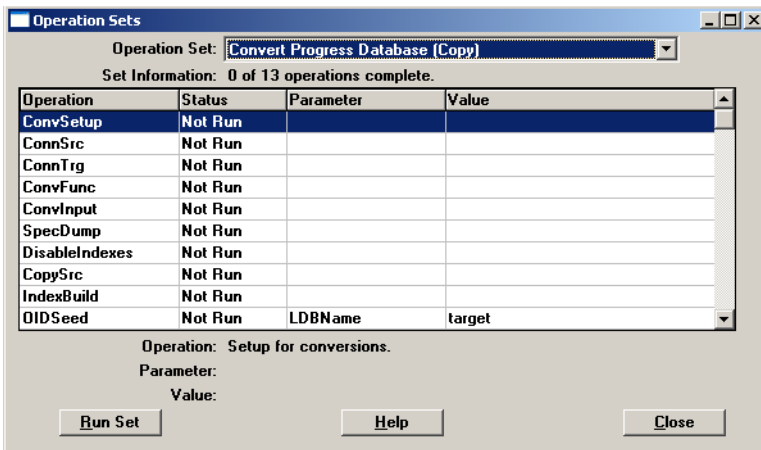 Operation Sets
Operation Set: Convert Progress Database (Copy)
Set Information: 0 of 13 operations complete.
Operation Status Parameter Value
ConvSetup Not Run
ConnSrc Not Run
ConnTrg Not Run
ConvFunc Not Run
ConvInput Not Run
SpecDump Not Run
DisableIndexes Not Run
CopySrc Not Run
IndexBuild Not Run
OIDSeed Not Run LDBName target
Operation: Setup for conversions.
Parameter:
Value:
Run Set Help Close